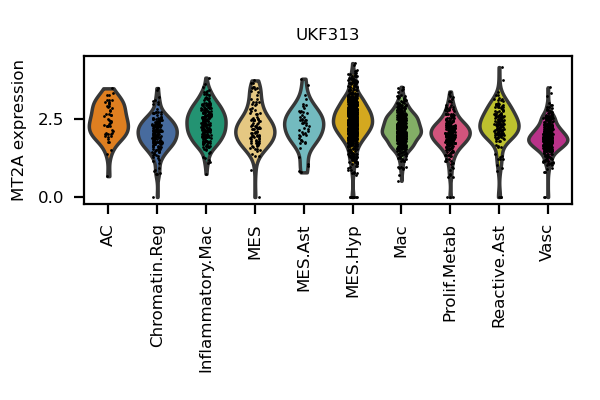 UKF313
MT2A expression
2.5
0.0
AC
Chromatin.Reg
Inflammatory.Mac
MES
MES.Ast
MES.Hyp
Mac
Prolif.Metab
Reactive.Ast
Vasc